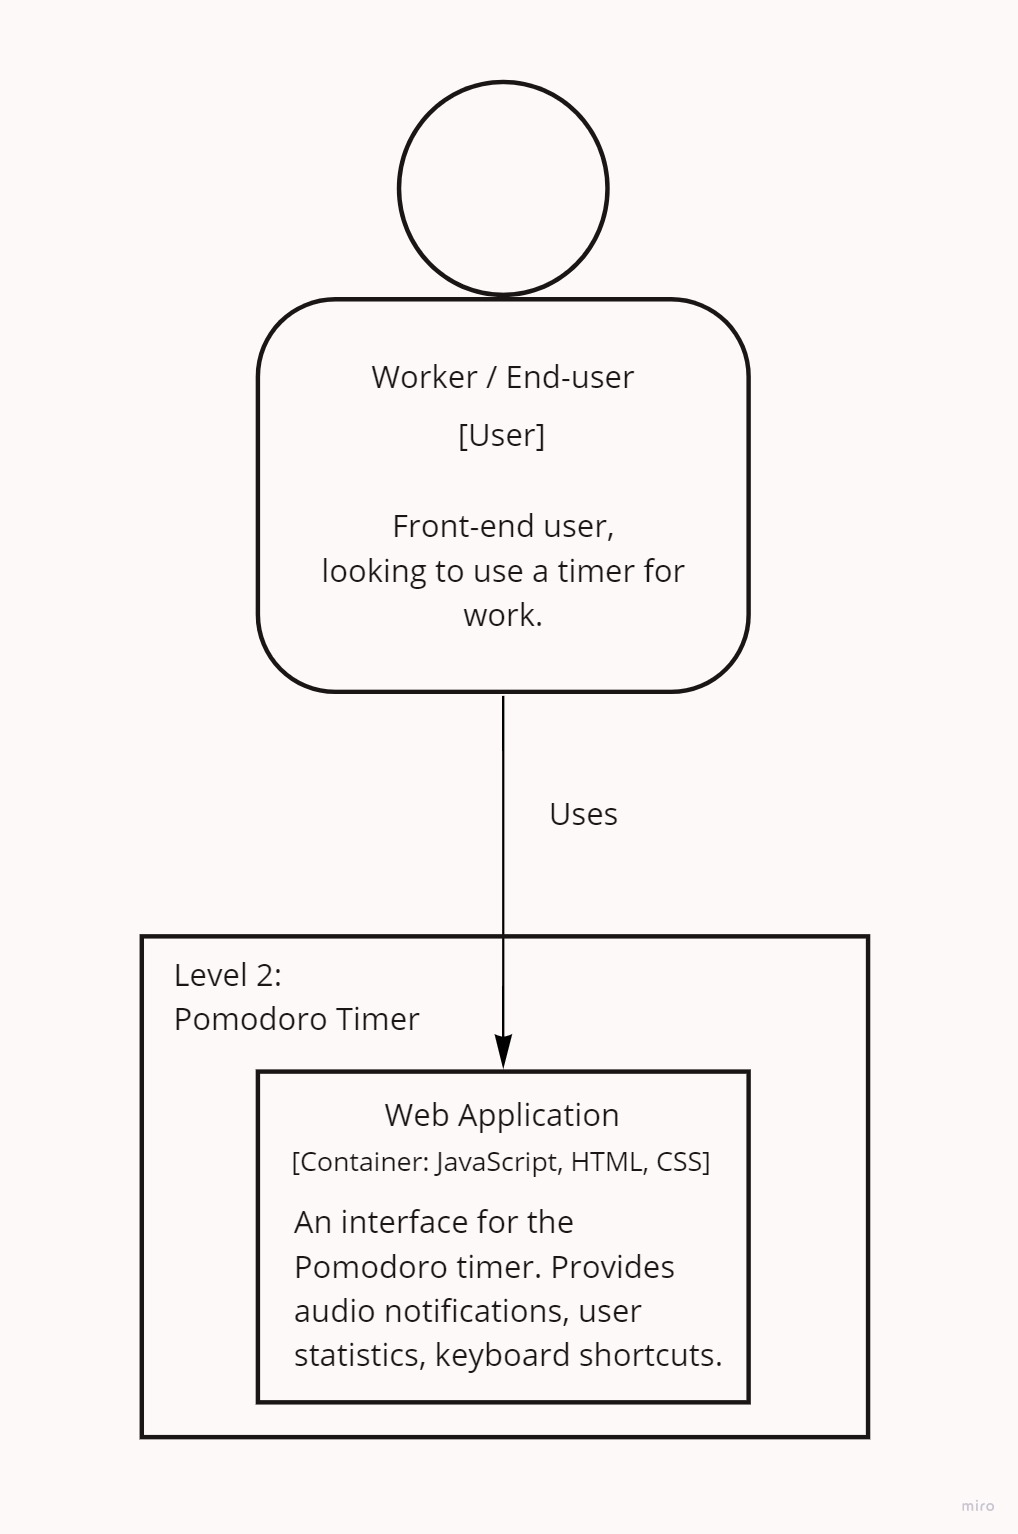 Worker / End-user
[User]
Front-end user,
looking to use a timer for
work.
Uses
Level 2:
Pomodoro Timer
Web Application
[Container: JavaScript, HTML, CSS]
An interface for the
Pomodoro timer. Provides
audio notifications, user
statistics, keyboard shortcuts.
miro